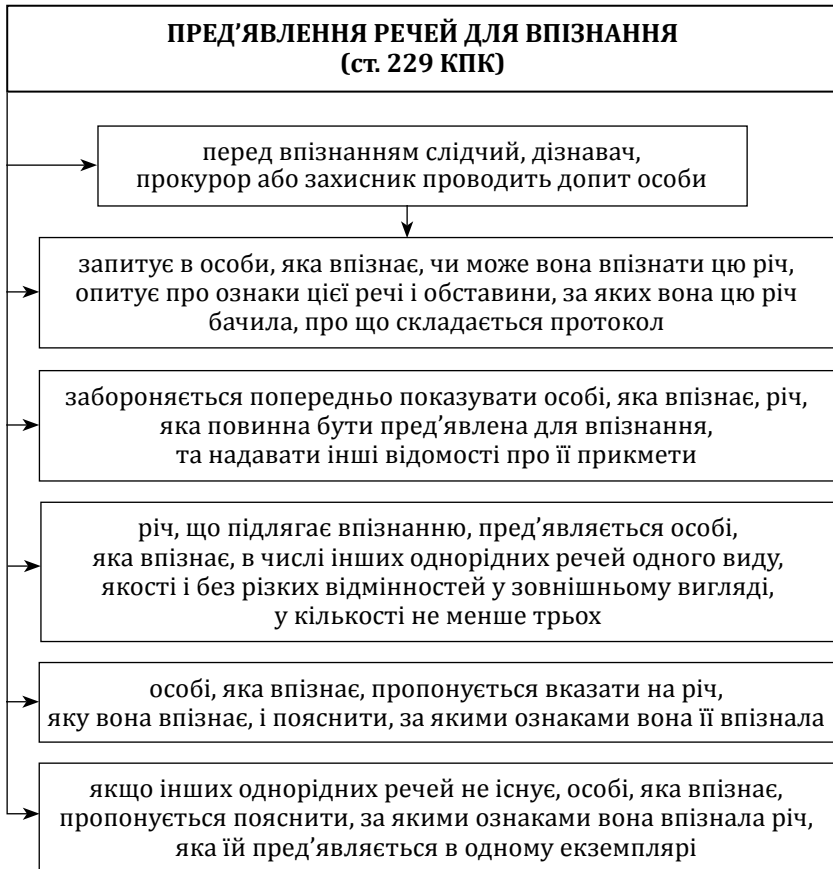 ПРЕД’ЯВЛЕННЯ РЕЧЕЙ ДЛЯ ВПІЗНАННЯ
(ст. 229 КПК)
перед впізнанням слідчий, дізнавач,
прокурор або захисник проводить допит особи
запитує в особи, яка впізнає, чи може вона впізнати цю річ,
опитує про ознаки цієї речі і обставини, за яких вона цю річ
бачила, про що складається протокол
забороняється попередньо показувати особі, яка впізнає, річ,
яка повинна бути пред’явлена для впізнання,
та надавати інші відомості про її прикмети
річ, що підлягає впізнанню, пред’являється особі,
яка впізнає, в числі інших однорідних речей одного виду,
якості і без різких відмінностей у зовнішньому вигляді,
у кількості не менше трьох
особі, яка впізнає, пропонується вказати на річ,
яку вона впізнає, і пояснити, за якими ознаками вона її впізнала
якщо інших однорідних речей не існує, особі, яка впізнає,
пропонується пояснити, за якими ознаками вона впізнала річ,
яка їй пред’являється в одному екземплярі